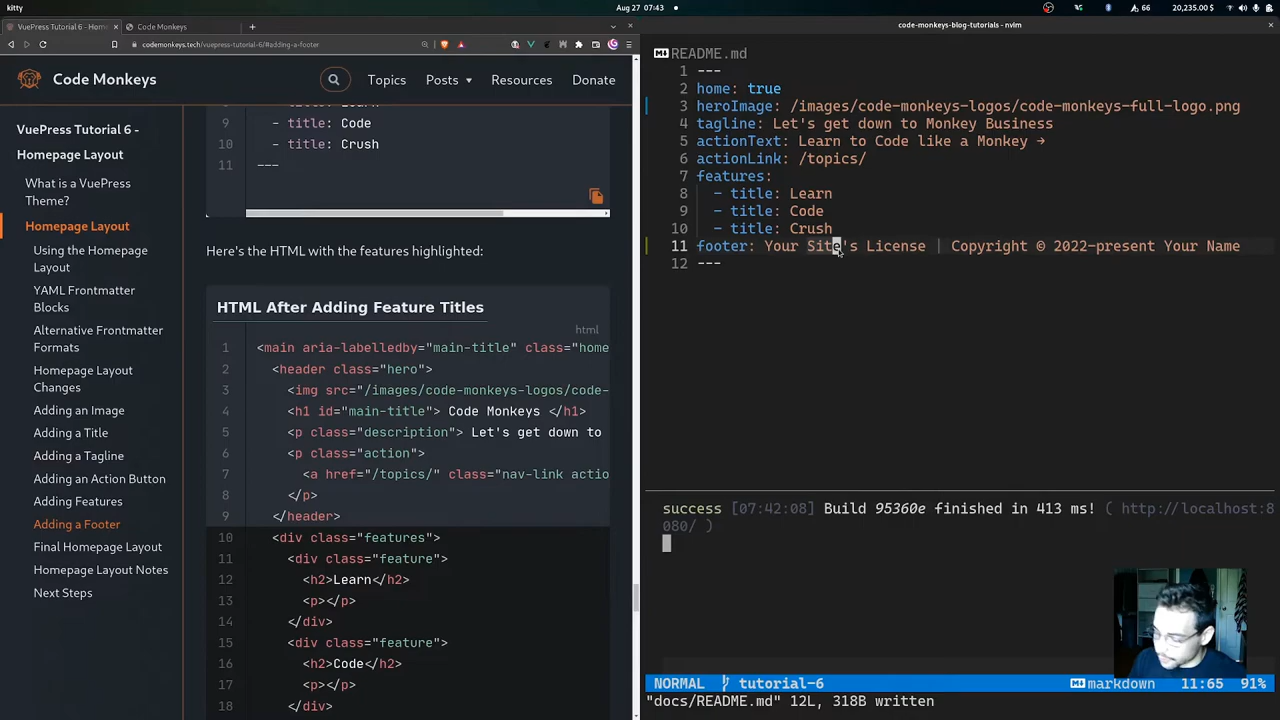 kitty
Aug 27 07:43
66
20,235.00
VuePress Tutorial 6 - Hom
Code Monkeys
codemonkeys.tech/vuepress-tutorial-6/#adding-a-footer
Code Monkeys
Topics
Posts
Resources
Donate
VuePress Tutorial 6 -
Homepage Layout
What is a VuePress
Theme?
Homepage Layout
Using the Homepage
Layout
YAML Frontmatter
Blocks
Alternative Frontmatter
Formats
Homepage Layout
Changes
Adding an Image
Adding a Title
Adding a Tagline
Adding an Action Button
Adding Features
Adding a Footer
Final Homepage Layout
Homepage Layout Notes
Next Steps
9 - title: Code
10 - title: Crush
11 ---
Here's the HTML with the features highlighted:
HTML After Adding Feature Titles
html
1 <main aria-labelledby="main-title" class="home
2 <header class="hero">
3 <img src="/images/code-monkeys-logos/code-
4 <h1 id="main-title"> Code Monkeys </h1>
5 <p class="description"> Let's get down to
6 <p class="action">
7 <a href="/topics/" class="nav-link actio
8 </p>
9 </header>
10 <div class="features">
11 <div class="feature">
12 <h2>Learn</h2>
13 <p></p>
14 </div>
15 <div class="feature">
16 <h2>Code</h2>
17 <p></p>
18 </div>
code-monkeys-blog-tutorials - nvim
README.md
1 ---
2 home: true
3 heroImage: /images/code-monkeys-logos/code-monkeys-full-logo.png
4 tagline: Let's get down to Monkey Business
5 actionText: Learn to Code like a Monkey →
6 actionLink: /topics/
7 features:
8 - title: Learn
9 - title: Code
10 - title: Crush
11 footer: Your Site's License | Copyright © 2022-present Your Name
12 ---
success [07:42:08] Build 95360e finished in 413 ms! ( http://localhost:8
080/ )
NORMAL tutorial-6 markdown 11:65 91%
"docs/README.md" 12L, 318B written